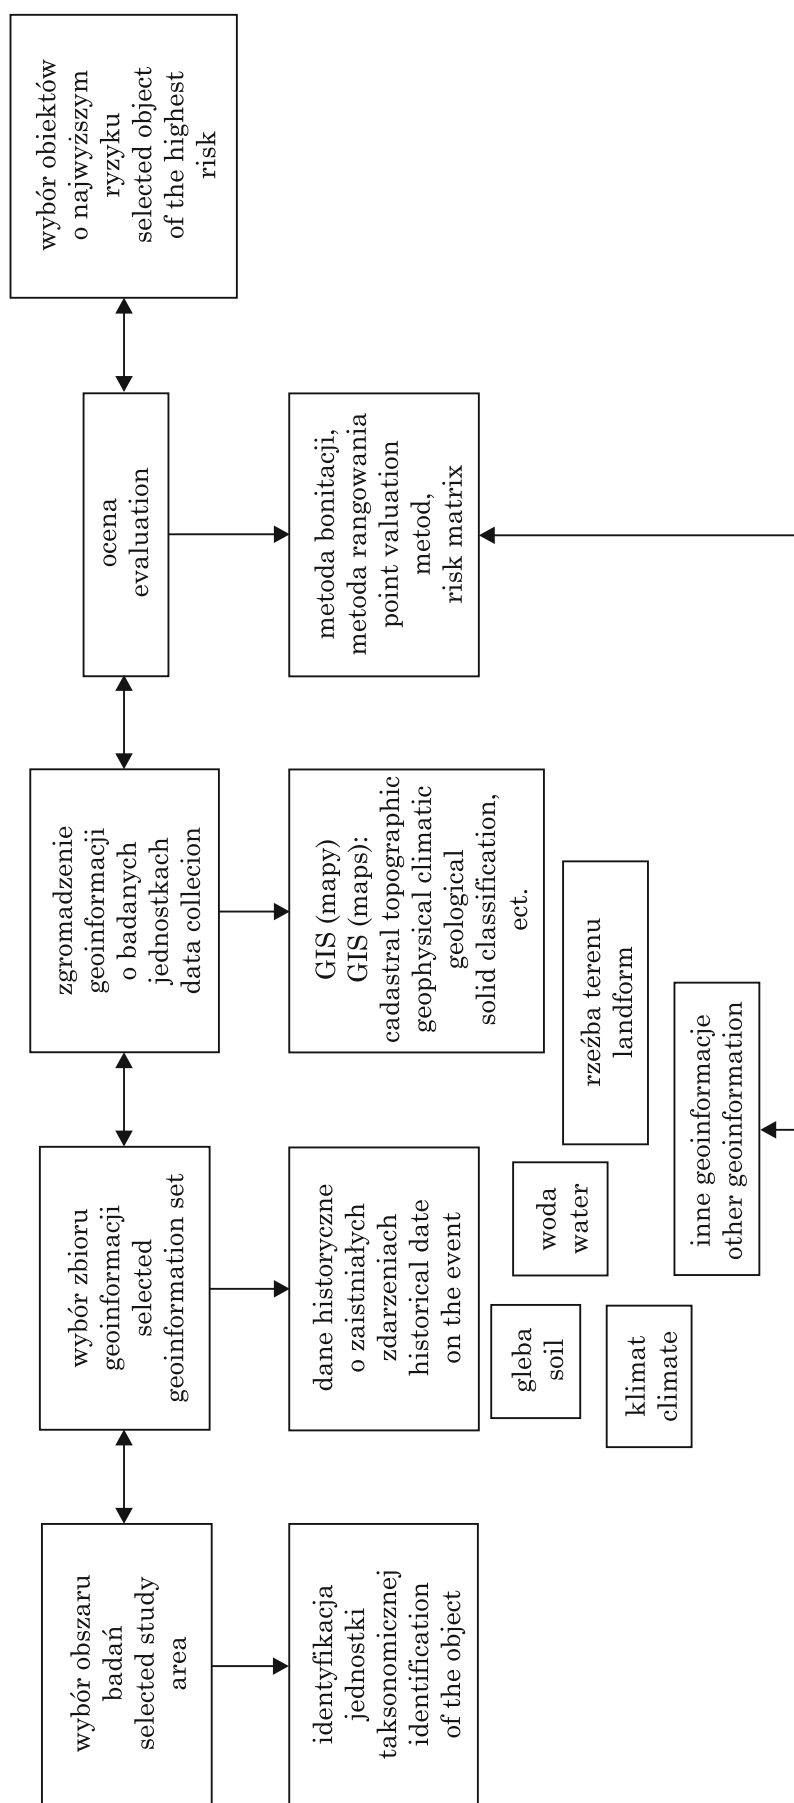 wybór obszaru
badań
selected study
area
wybór zbioru
geoinformacji
selected
geoinformation set
zgromadzenie
geoinformacji
o badanych
jednostkach
data collecion
ocena
evaluation
wybór obiektów
o najwyższym
ryzyku
selected object
of the highest
risk
identyfikacja
jednostki
taksonomicznej
identification
of the object
dane historyczne
o zaistniałych
zdarzeniach
historical date
on the event
GIS (mapy)
GIS (maps):
cadastral topographic
geophysical climatic
geological
solid classification,
ect.
metoda bonitacji,
metoda rangowania
point valuation
metod,
risk matrix
gleba
soil
woda
water
rzeźba terenu
landform
klimat
climate
inne geoinformacje
other geoinformation